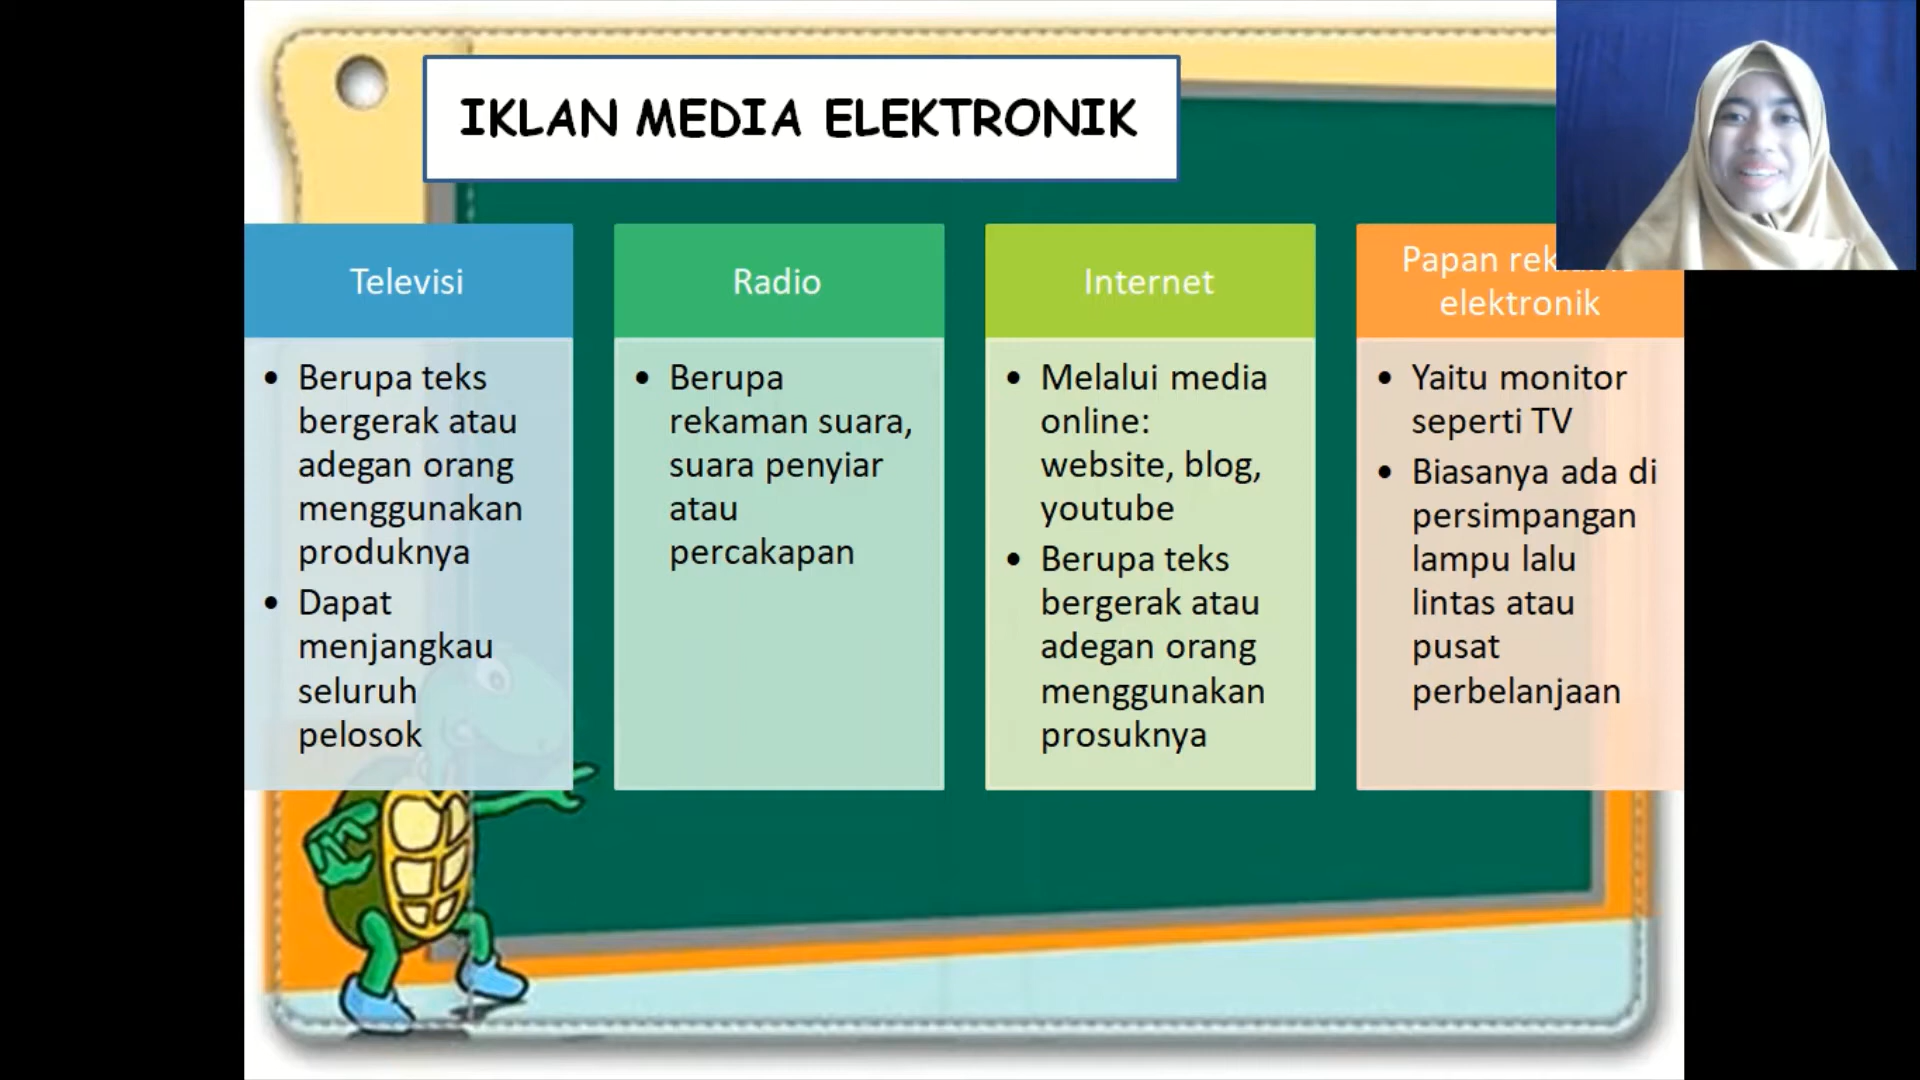 IKLAN MEDIA ELEKTRONIK
Televisi
• Berupa teks
bergerak atau
adegan orang
menggunakan
produknya
• Dapat
menjangkau
seluruh
pelosok
Radio
• Berupa
rekaman suara,
suara penyiar
atau
percakapan
Internet
• Melalui media
online:
website, blog,
youtube
• Berupa teks
bergerak atau
adegan orang
menggunakan
prosuknya
Papan
elektronik
• Yaitu monitor
seperti TV
• Biasanya ada di
persimpangan
lampu lalu
lintas atau
pusat
perbelanjaan